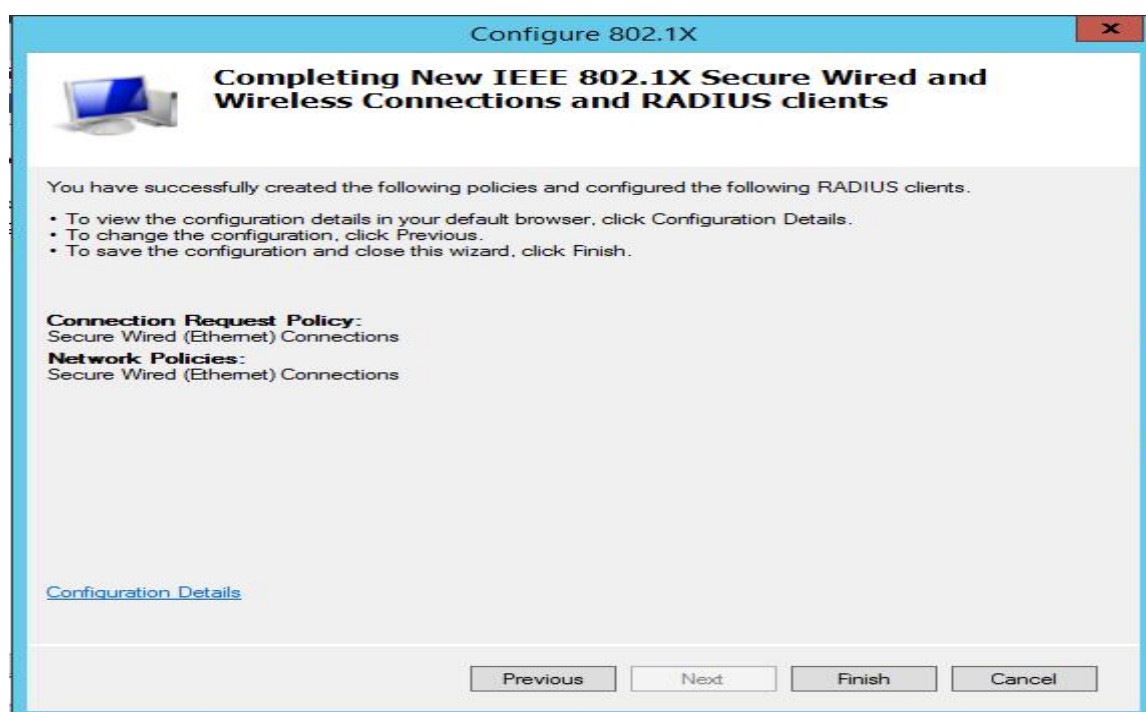 Configure 802.1X
x
Completing New IEEE 802.1X Secure Wired and
Wireless Connections and RADIUS clients
You have successfully created the following policies and configured the following RADIUS clients.
• To view the configuration details in your default browser, click Configuration Details.
• To change the configuration, click Previous.
• To save the configuration and close this wizard, click Finish.
Connection Request Policy:
Secure Wired (Ethernet) Connections
Network Policies:
Secure Wired (Ethernet) Connections
Configuration Details
Previous Next Finish Cancel